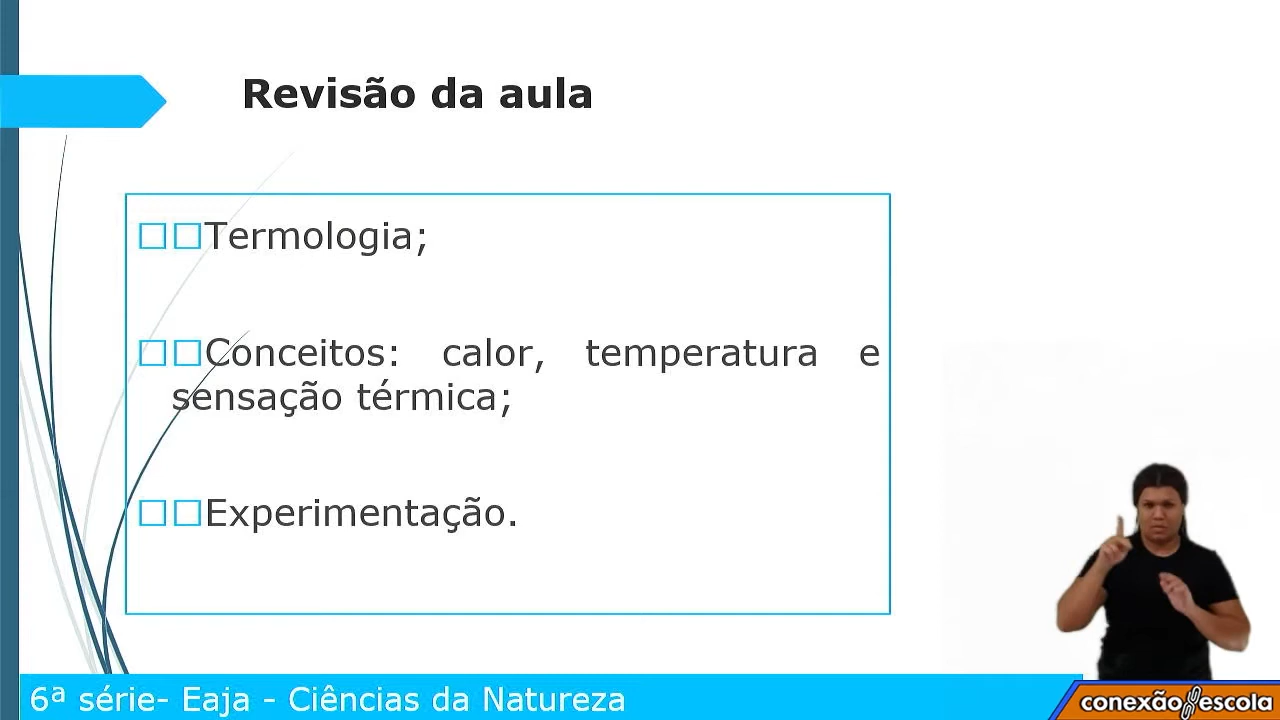 Revisão da aula
Termologia;
Conceitos: calor, temperatura e
sensação térmica;
Experimentação.
6ª série- Eaja - Ciências da Natureza
conexão escola